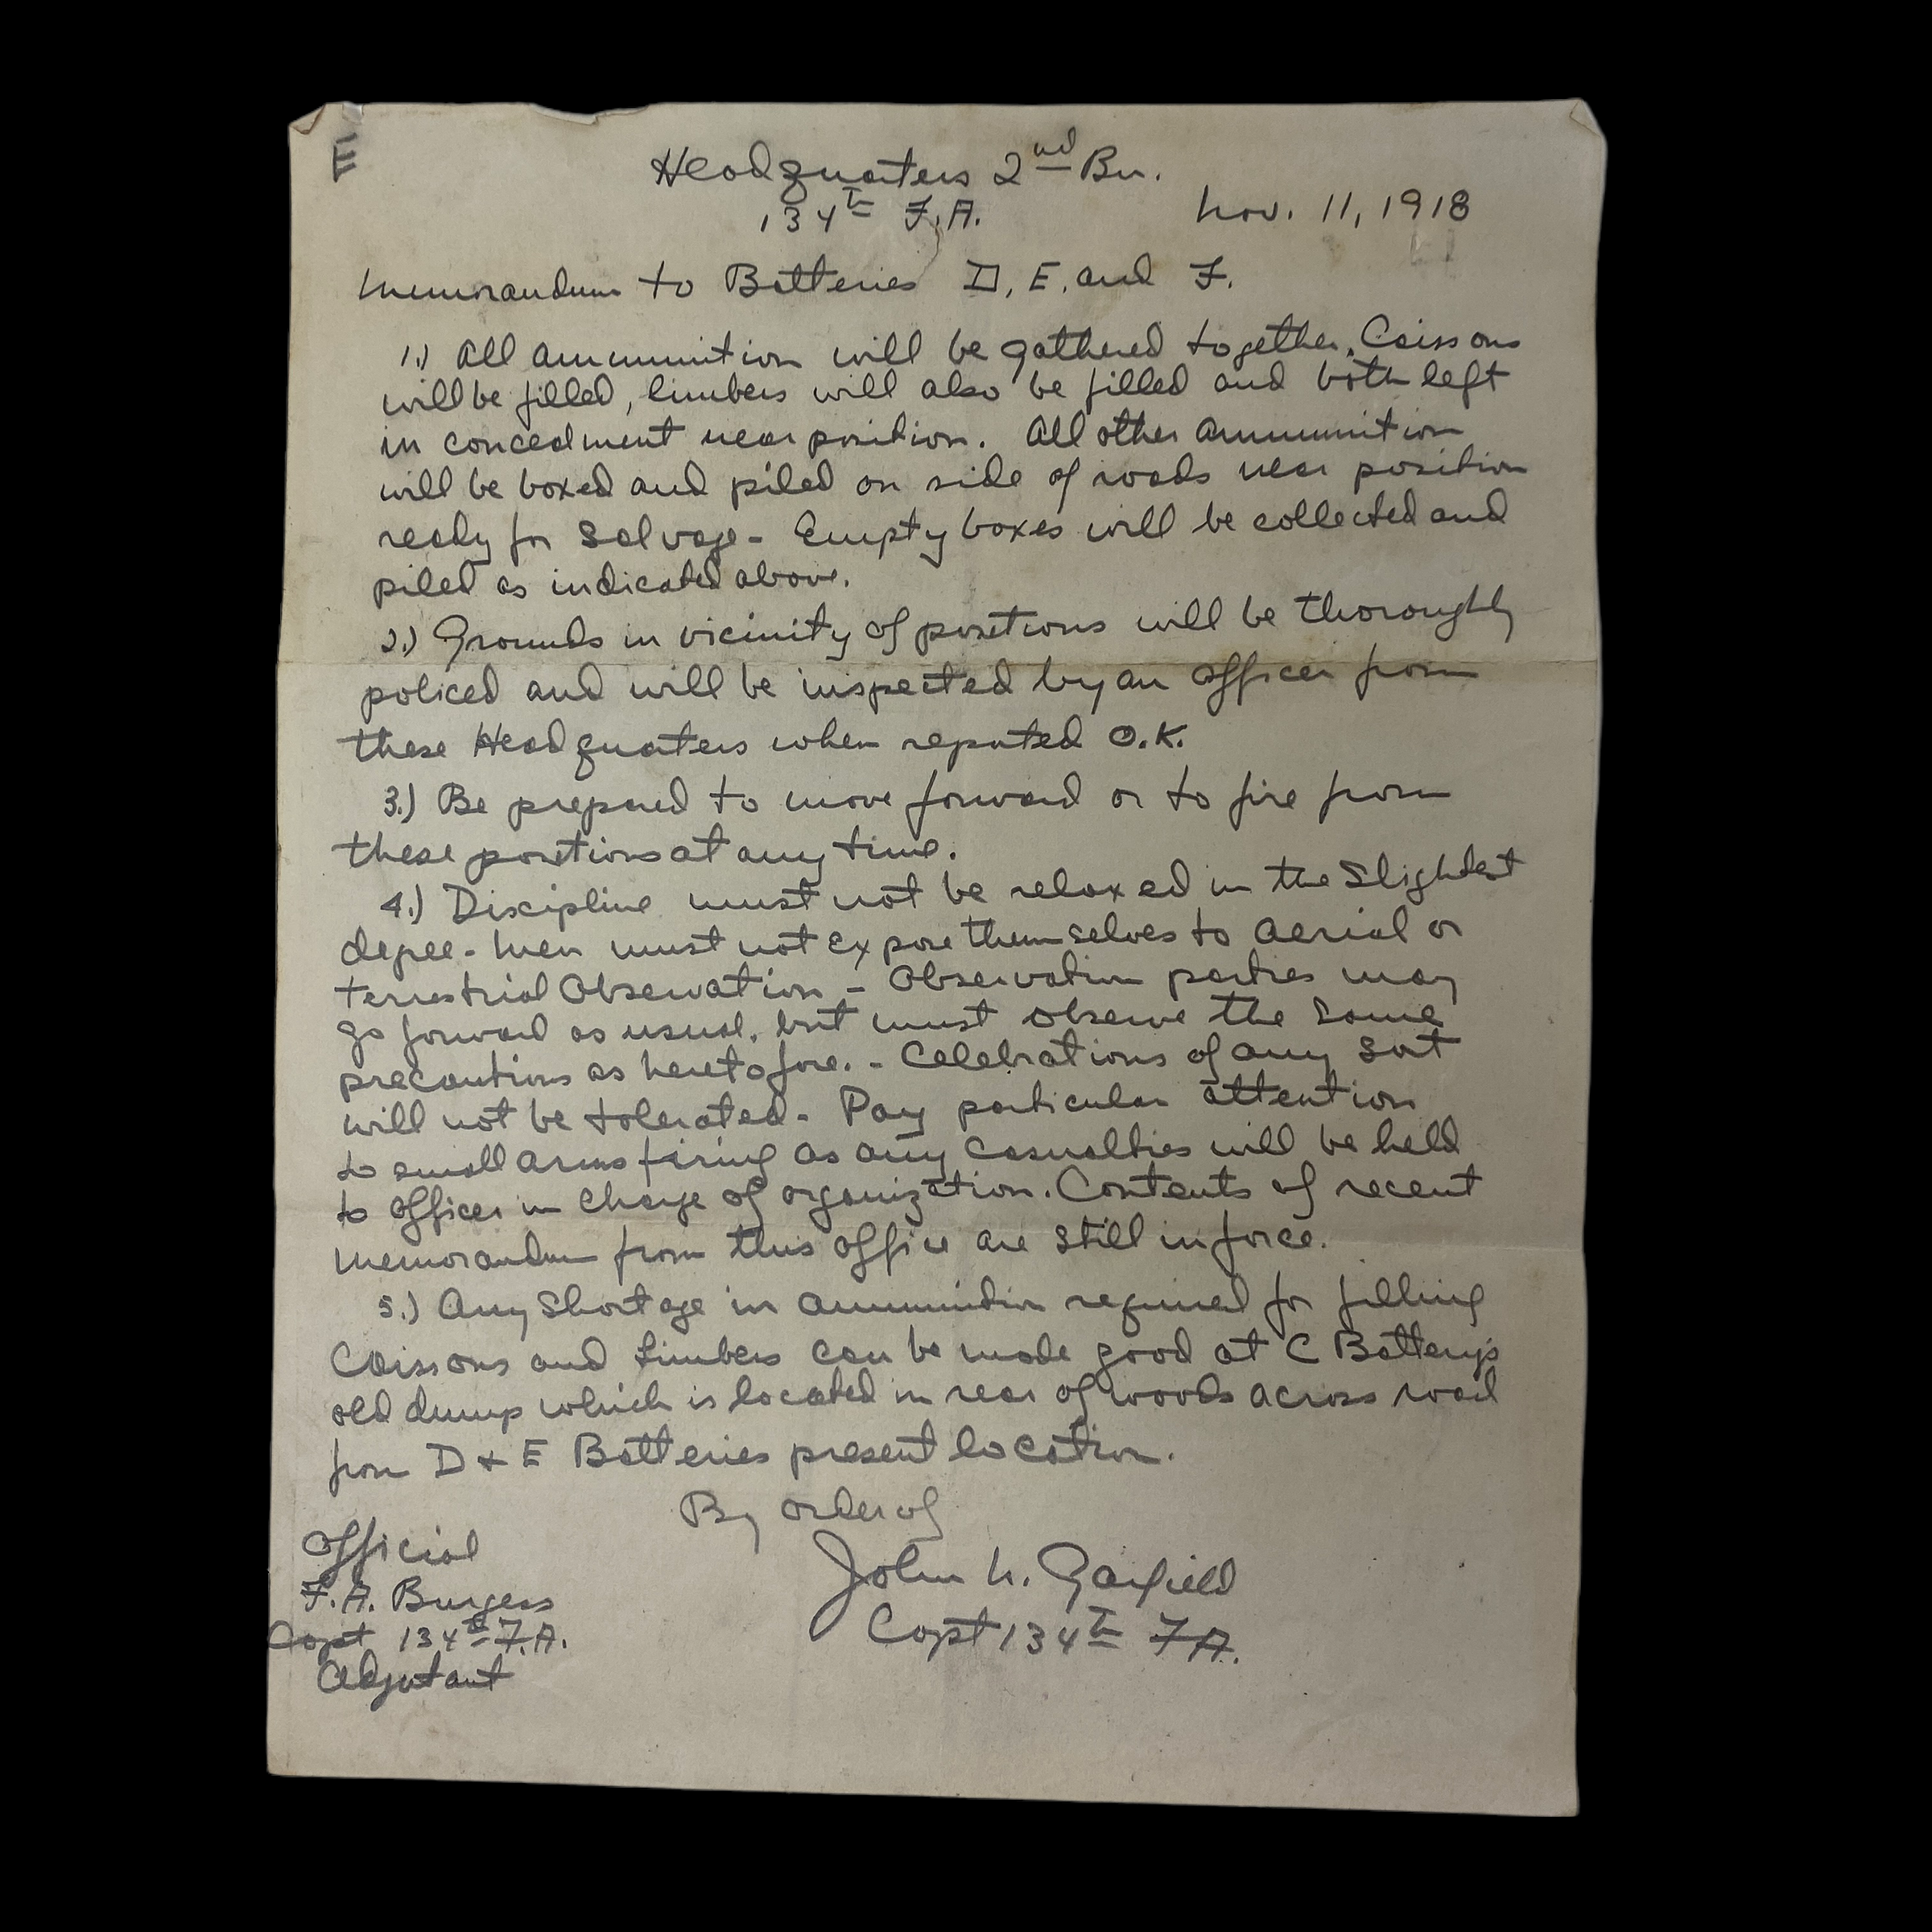 E
Headquarters 2nd Bn.
134th F.A.
Nov. 11, 1918
Memorandum to Batteries D, E, and F.
1.) All ammunition will be gathered together. Caissons
will be filled, limbers will also be filled and both left
in concealment near position. All other ammunition
will be boxed and piled on side of roads near position
ready for Salvage - Empty boxes will be collected and
piled as indicated above.
2.) Grounds in vicinity of positions will be thoroughly
policed and will be inspected by an officer from
these Headquarters when reported O.K.
3.) Be prepared to move forward or to fire from
these positions at any time.
4.) Discipline must not be relaxed in the slightest
degree - Men must not expose themselves to aerial or
terrestrial Observation - Observation parties may
go forward as usual, but must observe the same
precautions as heretofore. - Celebrations of any sort
will not be tolerated - Pay particular attention
to small arms firing as any casualties will be held
to officer in charge of organization. Contents of recent
memorandum from this office are still in force.
5.) Any shortage in ammunition required for filling
Caissons and Limbers can be made good at C Battery's
old dump which is located in rear of woods across road
from D & E Batteries present location.
By order of
John N. Garfield
Capt 134th F.A.
Official
F.A. Burgess
Capt 134th F.A.
Adjutant